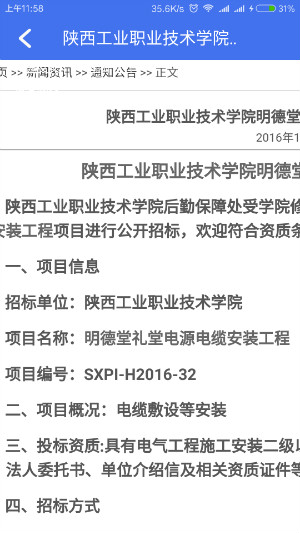 上午11:58 35.6K/s 31%
陕西工业职业技术学院..
页 >> 新闻资讯 >> 通知公告 >> 正文
陕西工业职业技术学院明德堂
2016年1
陕西工业职业技术学院明德堂
陕西工业职业技术学院后勤保障处受学院
安装工程项目进行公开招标，欢迎符合资质
一、项目信息
招标单位：陕西工业职业技术学院
项目名称：明德堂礼堂电源电缆安装工程
项目编号：SXPI-H2016-32
二、项目概况：电缆敷设等安装
三、投标资质:具有电气工程施工安装二级
法人委托书、单位介绍信及相关资质证件等
四、招标方式